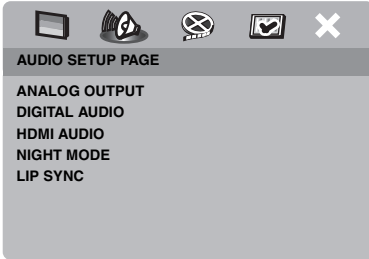 AUDIO SETUP PAGE
ANALOG OUTPUT
DIGITAL AUDIO
HDMI AUDIO
NIGHT MODE
LIP SYNC